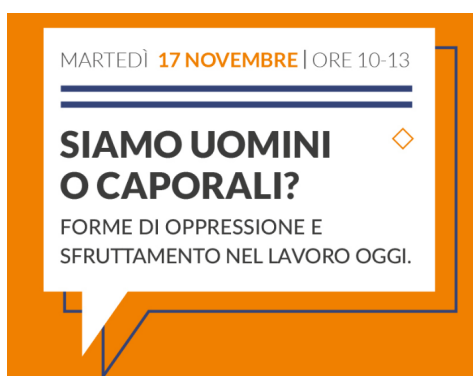 MARTEDÌ 17 NOVEMBRE | ORE 10-13
SIAMO UOMINI
O CAPORALI?
FORME DI OPPRESSIONE E
SFRUTTAMENTO NEL LAVORO OGGI.